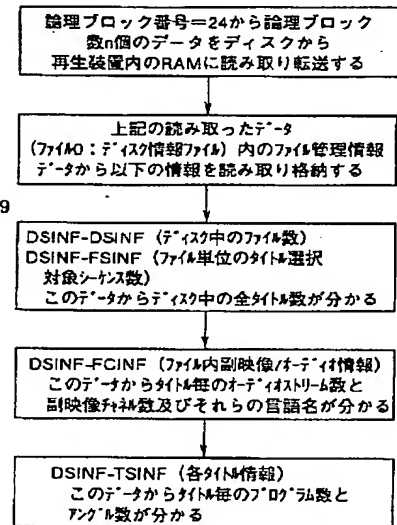 論理ブロック番号＝24から論理ブロック
数n個のデータをディスクから
再生装置内のRAMに読み取り転送する
上記の読み取ったデータ
(ファイル0：ディスク情報ファイル) 内のファイル管理情報
データから以下の情報を読み取り格納する
9
DSINF-DSINF (ディスク中のファイル数)
DSINF-FSINF (ファイル単位のタイトル選択
対象シーケンス数)
このデータからディスク中の全タイトル数が分かる
DSINF-FCINF (ファイル内副映像/オーディオ情報)
このデータからタイトル毎のオーディオストリーム数と
副映像チャネル数及びそれらの言語名が分かる
DSINF-TSINF (各タイトル情報)
このデータからタイトル毎のプログラム数と
アングル数が分かる